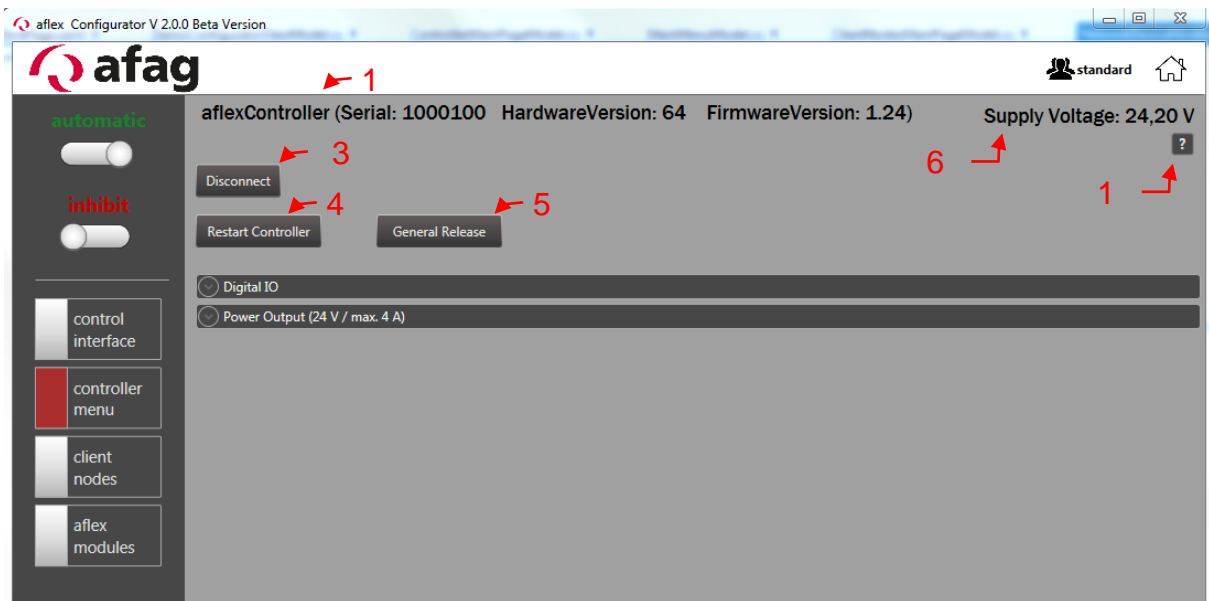 aflex Configurator V 2.0.0 Beta Version
afag
standard
1
aflexController (Serial: 1000100 HardwareVersion: 64 FirmwareVersion: 1.24)
Supply Voltage: 24,20 V
automatic
?
3
6
Disconnect
1
inhibit
4
5
Restart Controller
General Release
Digital IO
Power Output (24 V / max. 4 A)
control
interface
controller
menu
client
nodes
aflex
modules